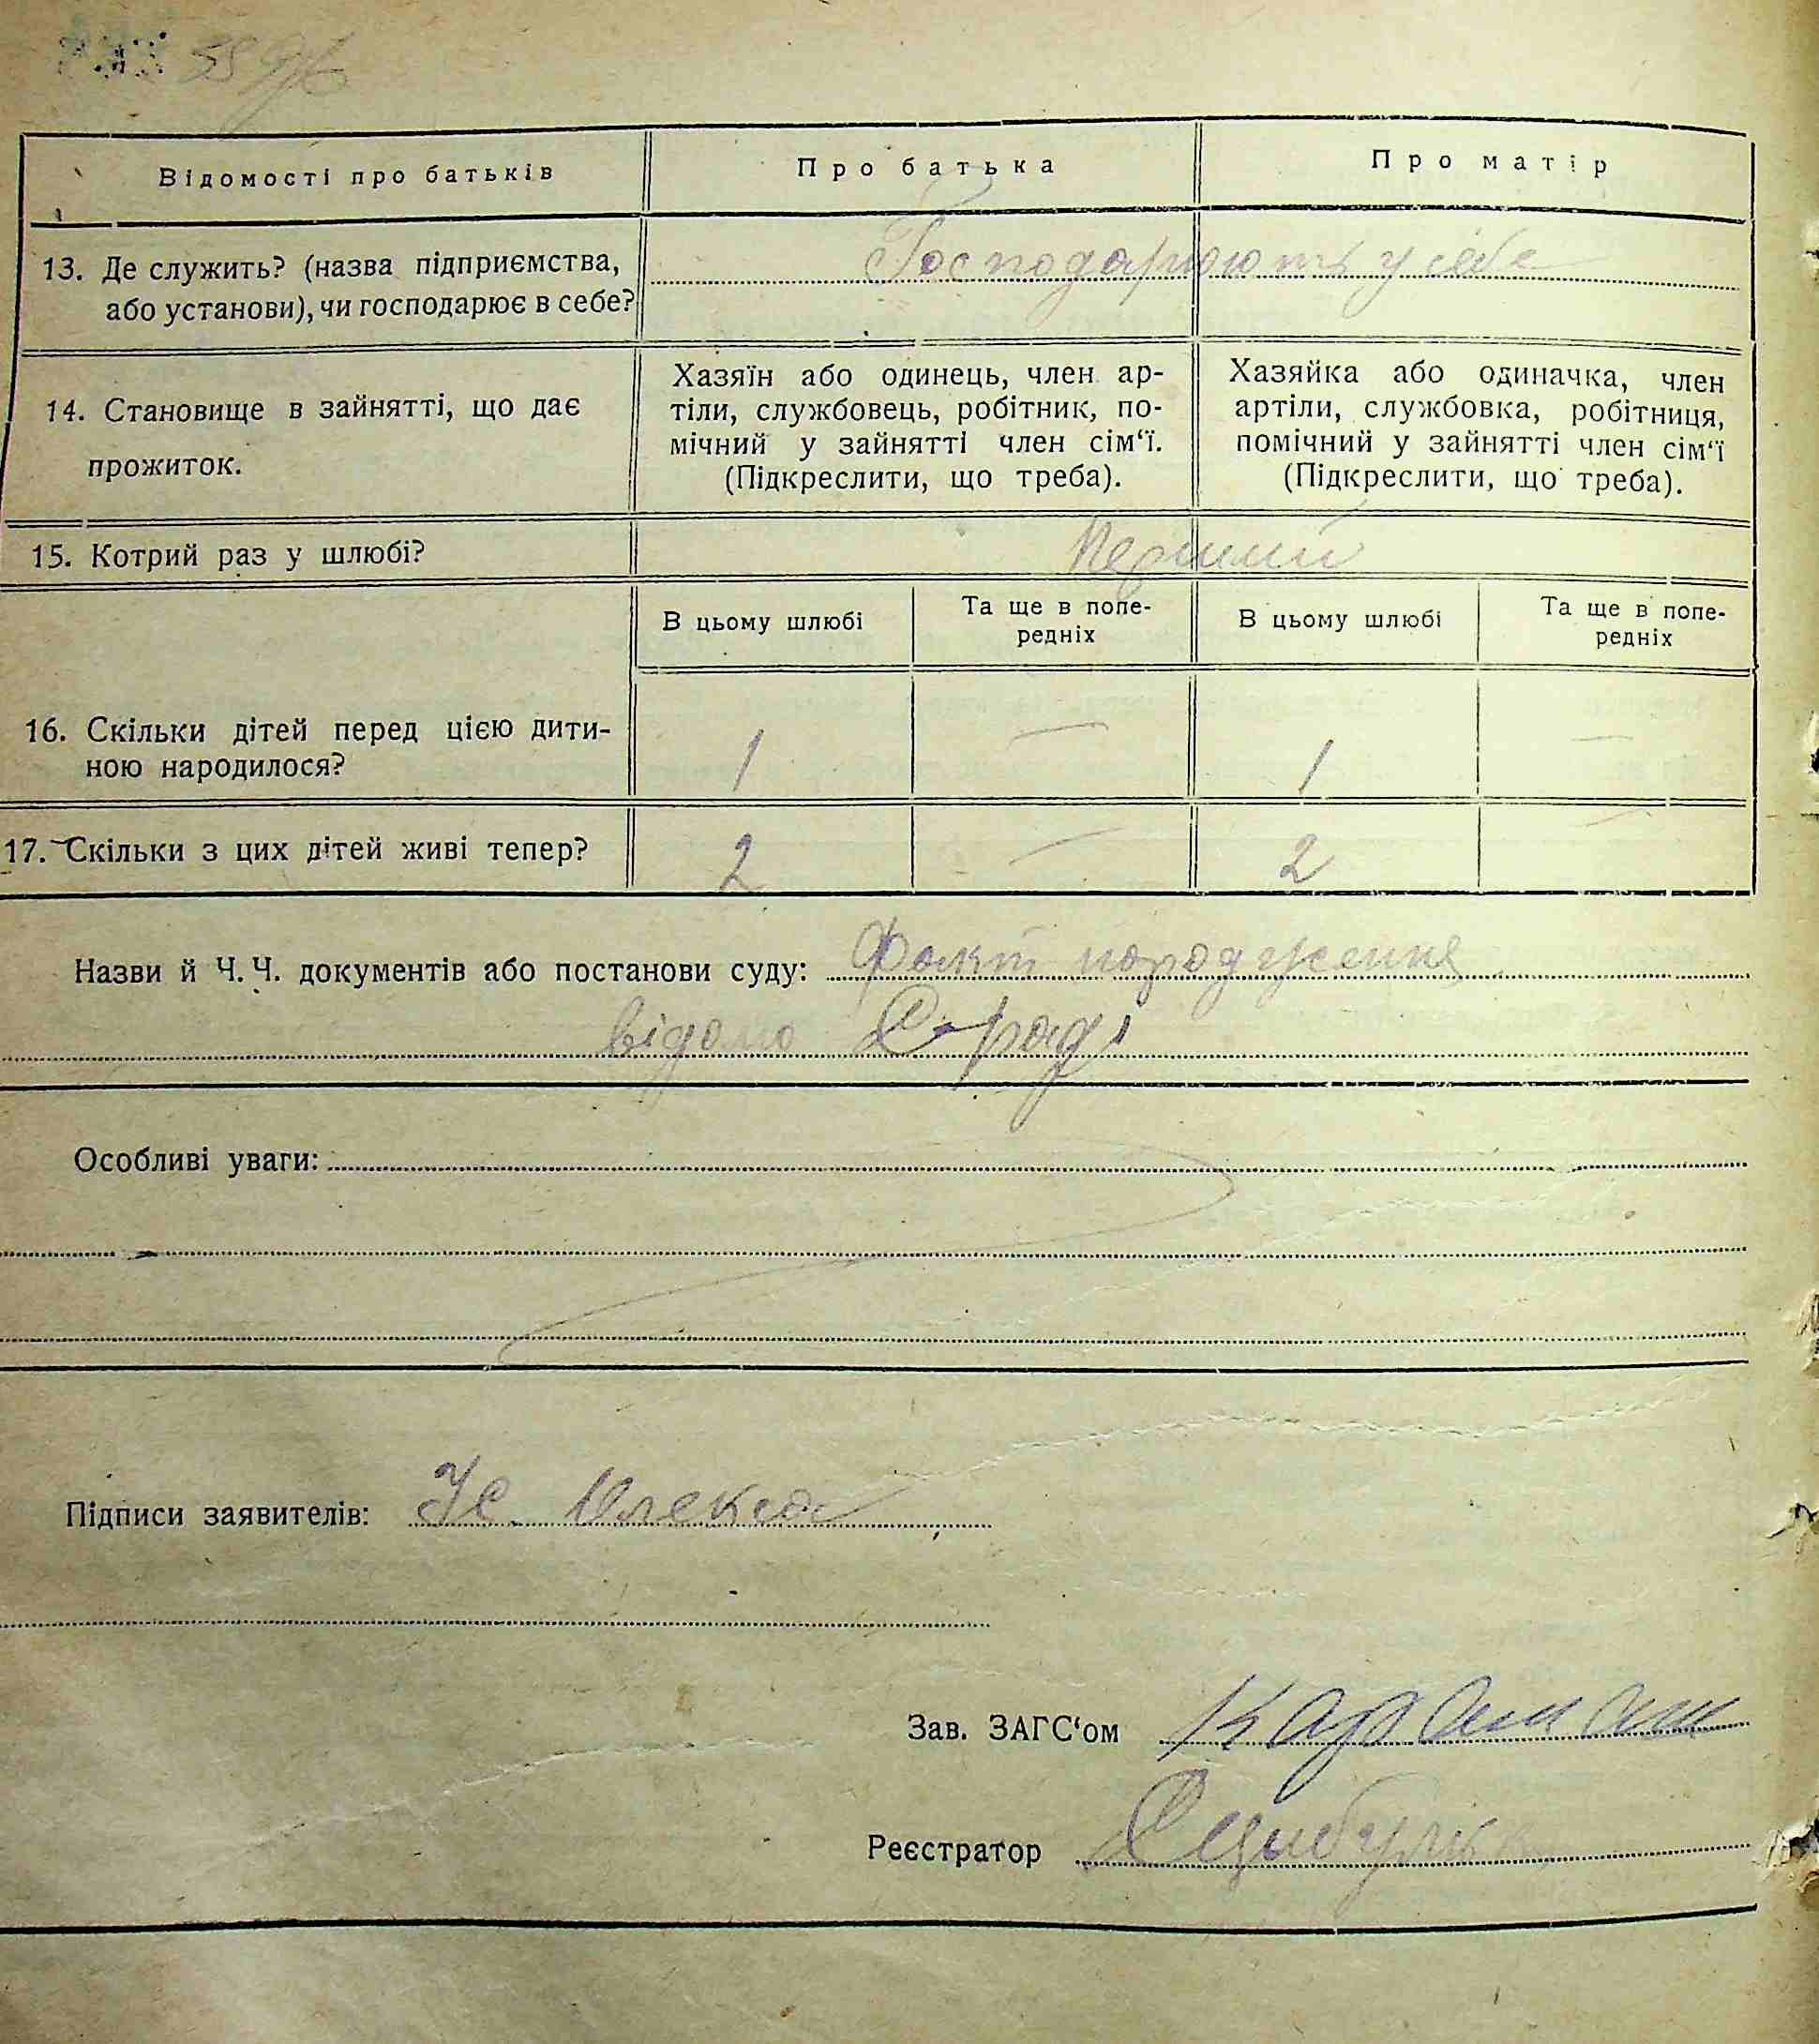 Відомості про батьків
Про батька
Про матір
13. Де служить? (назва підприємства,
або установи), чи господарює в себе?
Господарюють у себе
14. Становище в зайнятті, що дає
прожиток.
Хазяїн або одинець, член ар-
тіли, службовець, робітник, по-
мічний у зайнятті член сім‘ї.
(Підкреслити, що треба).
Хазяйка або одиначка, член
артіли, службовка, робітниця,
помічний у зайнятті член сім‘ї
(Підкреслити, що треба).
15. Котрий раз у шлюбі?
Перший
В цьому шлюбі
Та ще в попе-
редніх
В цьому шлюбі
Та ще в попе-
редніх
16. Скільки дітей перед цією дити-
ною народилося?
1 — 1 —
17. Скільки з цих дітей живі тепер?
2 — 2 —
Назви й Ч. Ч. документів або постанови суду: Факт народження
відомо С-раді
Особливі уваги:
Підписи заявителів: Олекса
Зав. ЗАГС‘ом
Реєстратор